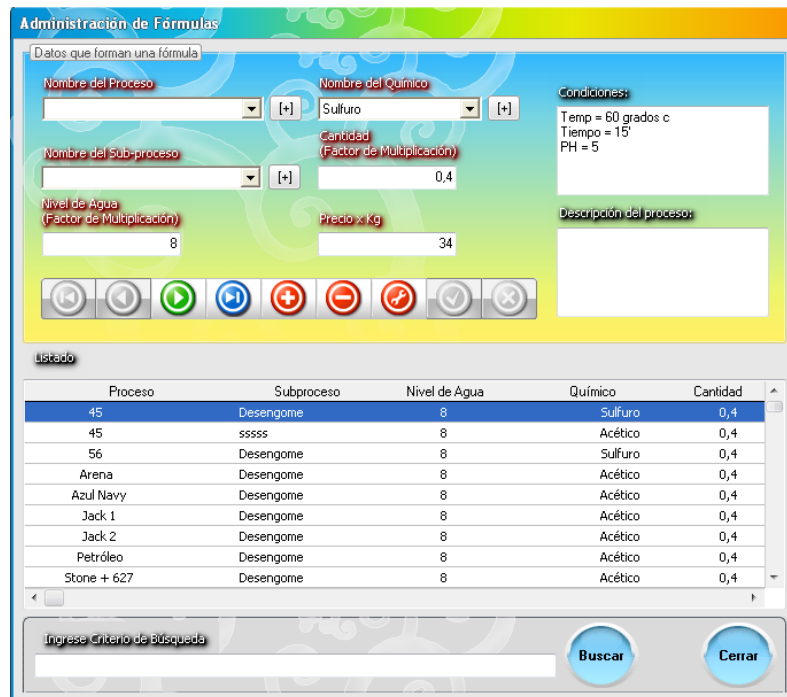 Administración de Fórmulas
Datos que forman una fórmula
Nombre del Proceso
[+]
Nombre del Químico
Sulfuro
[+]
Condiciones:
Temp = 60 grados c
Tiempo = 15'
PH = 5
Nombre del Sub-proceso
[+]
Cantidad
(Factor de Multiplicación)
0,4
Nivel de Agua
(Factor de Multiplicación)
8
Precio x Kg
34
Descripción del proceso:
Listado
Proceso Subproceso Nivel de Agua Químico Cantidad
45 Desengome 8 Sulfuro 0,4
45 sssss 8 Acético 0,4
56 Desengome 8 Sulfuro 0,4
Arena Desengome 8 Acético 0,4
Azul Navy Desengome 8 Acético 0,4
Jack 1 Desengome 8 Acético 0,4
Jack 2 Desengome 8 Acético 0,4
Petróleo Desengome 8 Acético 0,4
Stone + 627 Desengome 8 Acético 0,4
Ingrese Criterio de Búsqueda
Buscar
Cerrar